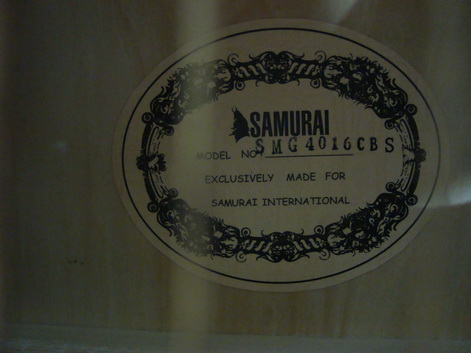 SAMURAI
MODEL NO. SMG4016CBS
EXCLUSIVELY MADE FOR
SAMURAI INTERNATIONAL